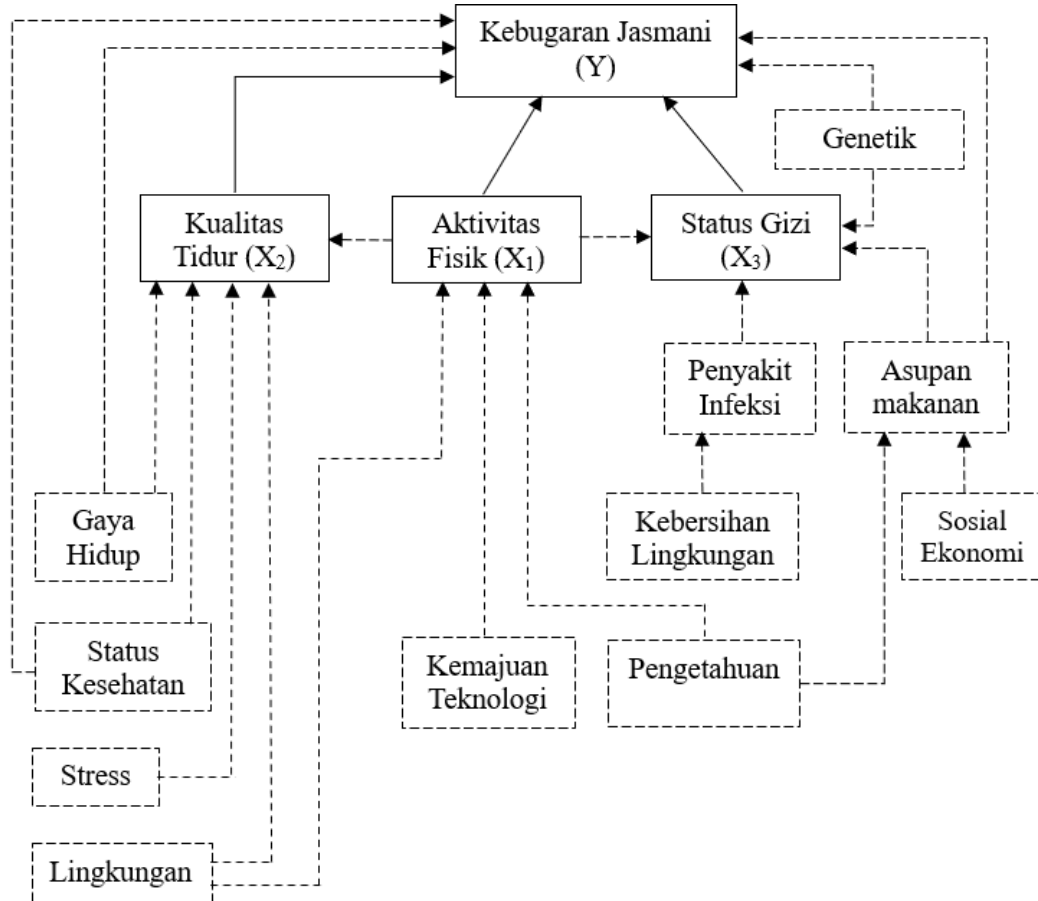 Kebugaran Jasmani
(Y)
Genetik
Kualitas
Tidur (X₂)
Aktivitas
Fisik (X₁)
Status Gizi
(X₃)
Penyakit
Infeksi
Asupan
makanan
Gaya
Hidup
Kebersihan
Lingkungan
Sosial
Ekonomi
Status
Kesehatan
Kemajuan
Teknologi
Pengetahuan
Stress
Lingkungan